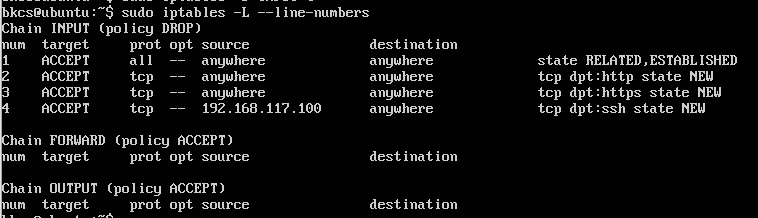 bkcs@ubuntu:~$ sudo iptables -L --line-numbers
Chain INPUT (policy DROP)
num  target     prot opt source               destination
1    ACCEPT     all  --  anywhere             anywhere             state RELATED,ESTABLISHED
2    ACCEPT     tcp  --  anywhere             anywhere             tcp dpt:http state NEW
3    ACCEPT     tcp  --  anywhere             anywhere             tcp dpt:https state NEW
4    ACCEPT     tcp  --  192.168.117.100      anywhere             tcp dpt:ssh state NEW
Chain FORWARD (policy ACCEPT)
num  target     prot opt source               destination
Chain OUTPUT (policy ACCEPT)
num  target     prot opt source               destination